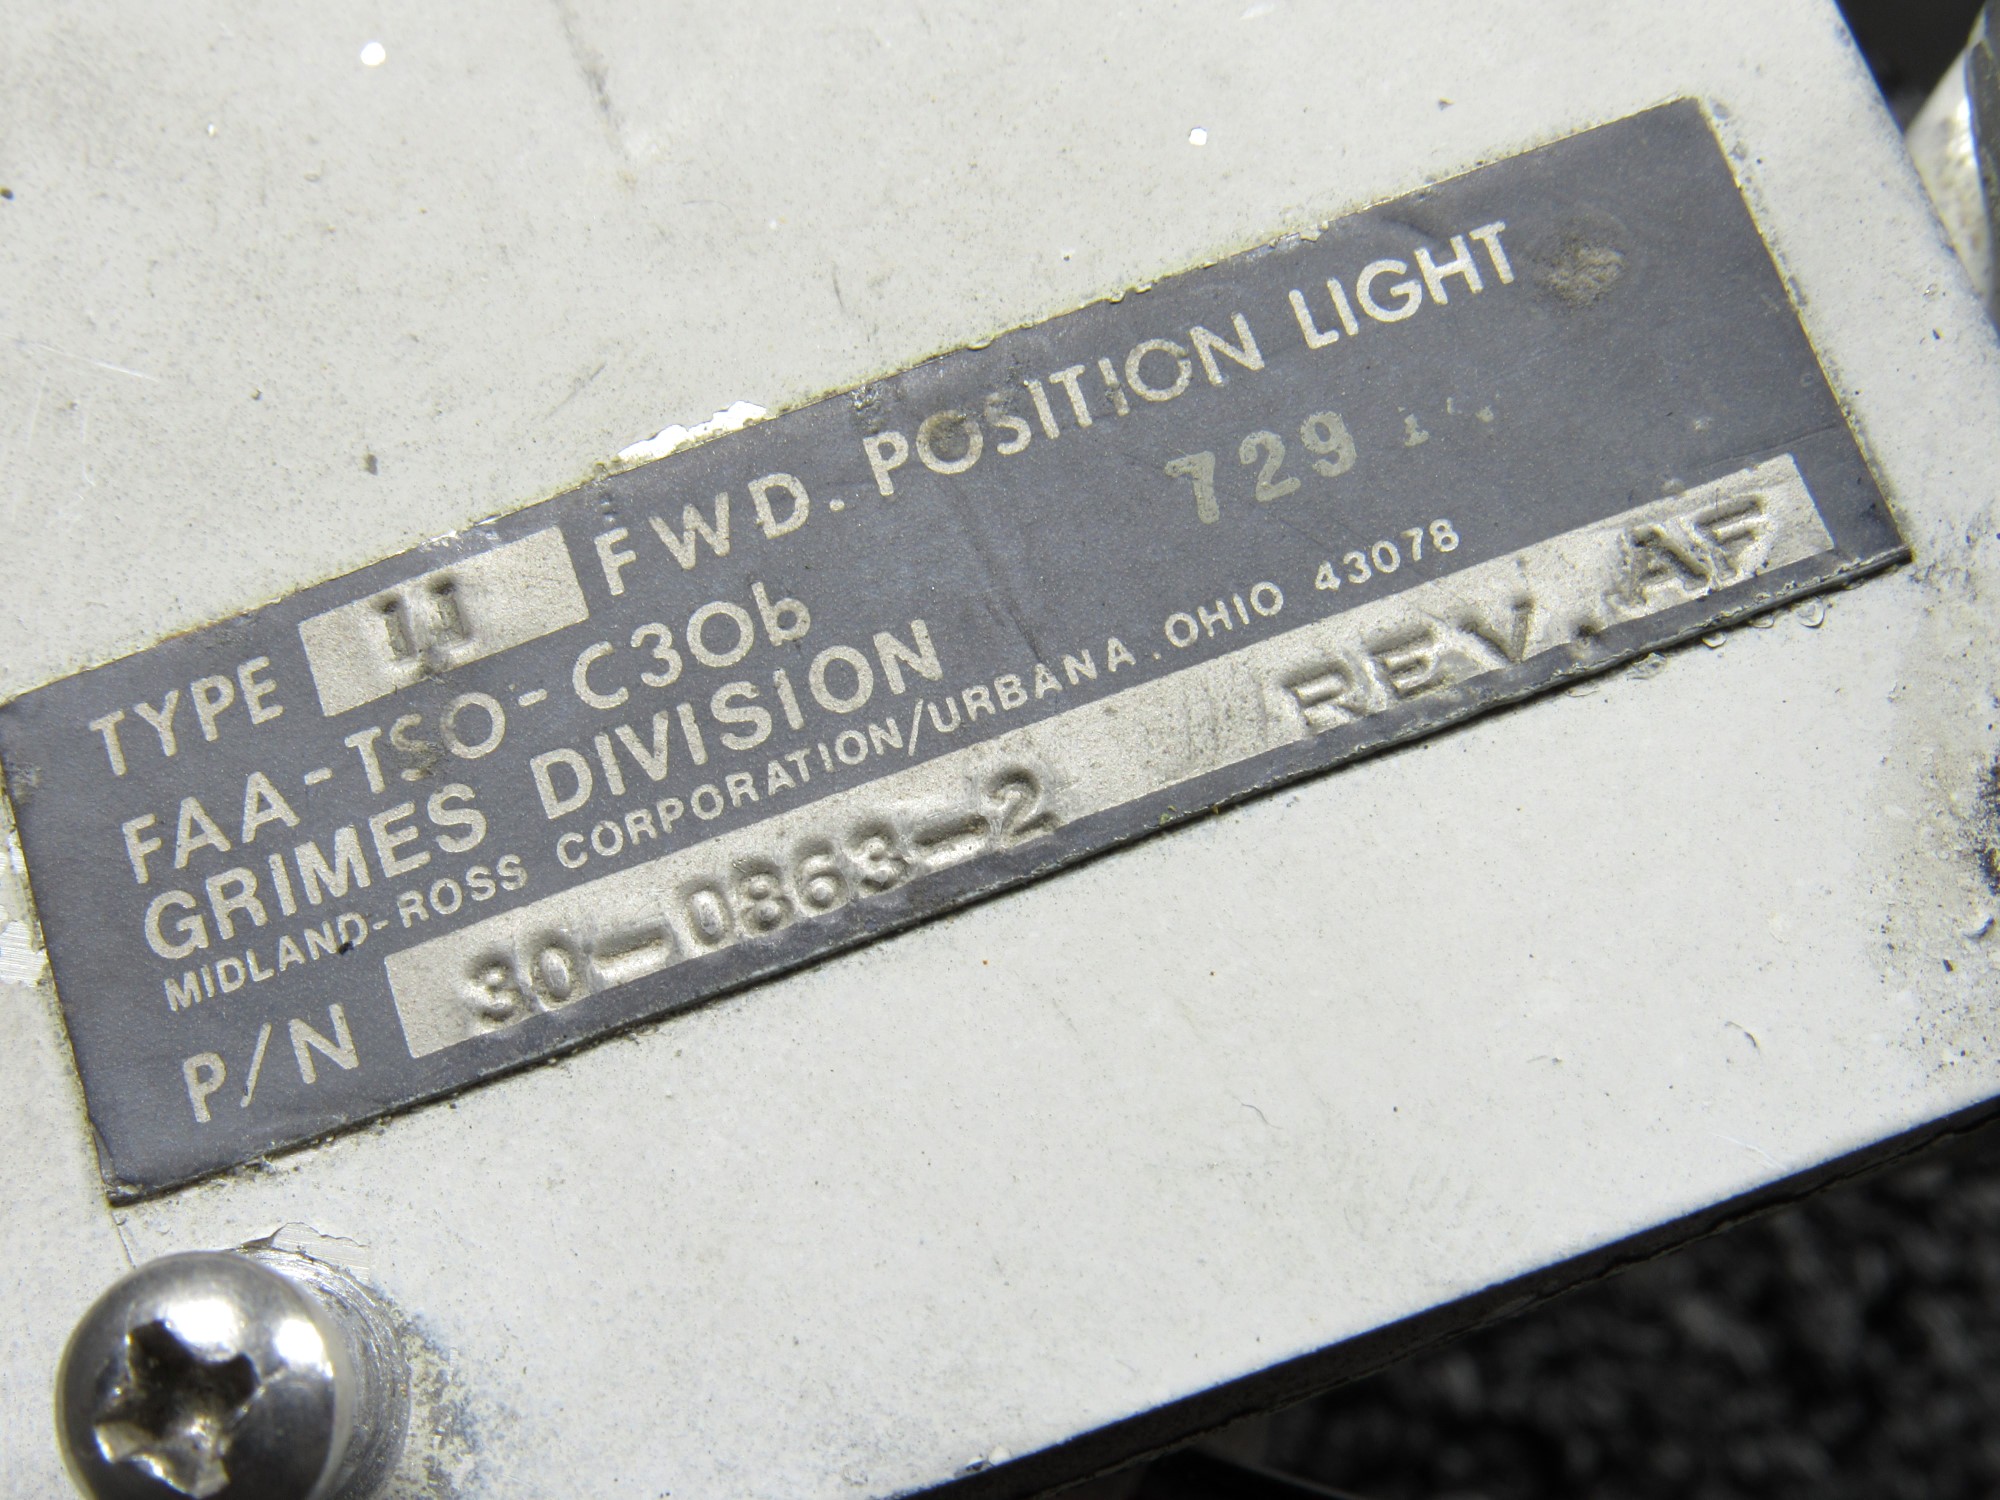 TYPE II FWD. POSITION LIGHT
FAA-TSO-C30b 729
GRIMES DIVISION
MIDLAND-ROSS CORPORATION/URBANA. OHIO 43078
P/N 30-0863-2 REV. AF